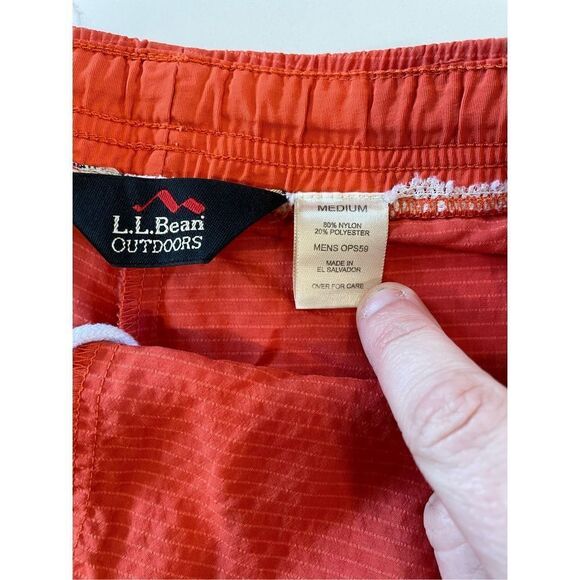 L.L.Bean
OUTDOORS
MEDIUM
80% NYLON
20% POLYESTER
MENS OPS59
MADE IN
EL SALVADOR
OVER FOR CARE